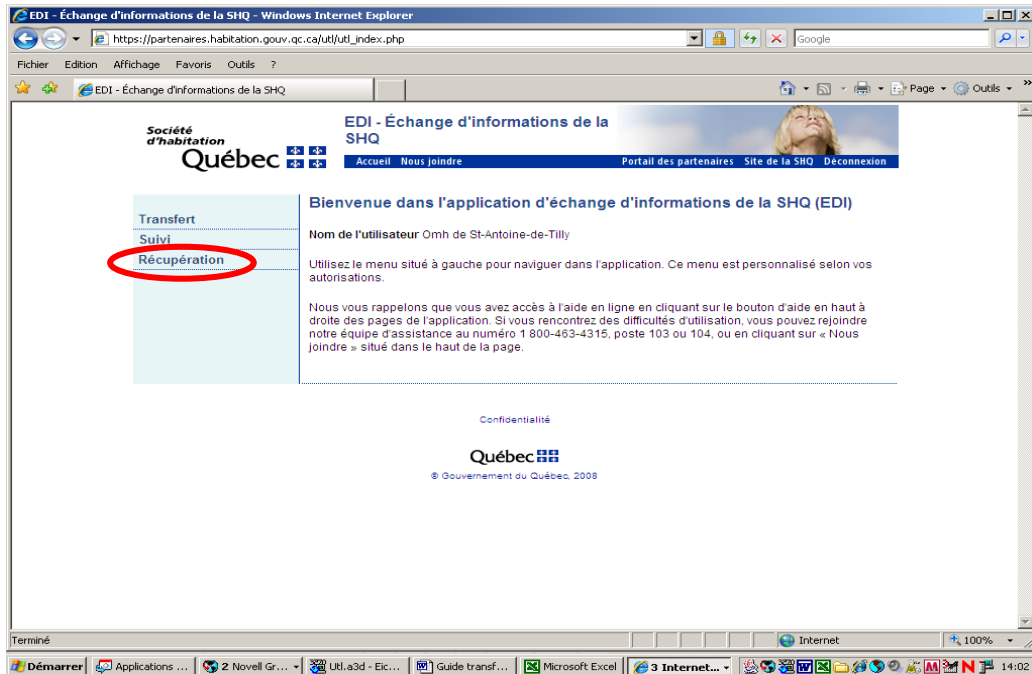 EDI - Échange d'informations de la SHQ - Windows Internet Explorer
https://partenaires.habitation.gouv.qc.ca/utl/utl_index.php
Google
Fichier Edition Affichage Favoris Outils ?
EDI - Échange d'informations de la SHQ
Page Outils »
Société
d'habitation
Québec
EDI - Échange d'informations de la
SHQ
Accueil Nous joindre Portail des partenaires Site de la SHQ Déconnexion
Transfert
Suivi
Récupération
Bienvenue dans l'application d'échange d'informations de la SHQ (EDI)
Nom de l'utilisateur Omh de St-Antoine-de-Tilly
Utilisez le menu situé à gauche pour naviguer dans l'application. Ce menu est personnalisé selon vos
autorisations.
Nous vous rappelons que vous avez accès à l'aide en ligne en cliquant sur le bouton d'aide en haut à
droite des pages de l'application. Si vous rencontrez des difficultés d'utilisation, vous pouvez rejoindre
notre équipe d'assistance au numéro 1 800-463-4315, poste 103 ou 104, ou en cliquant sur « Nous
joindre » situé dans le haut de la page.
Confidentialité
Québec
© Gouvernement du Québec, 2008
Terminé Internet 100%
Démarrer Applications ... 2 Novell Gr... Utl.a3d - Eic... Guide transf... Microsoft Excel 3 Internet... 14:02